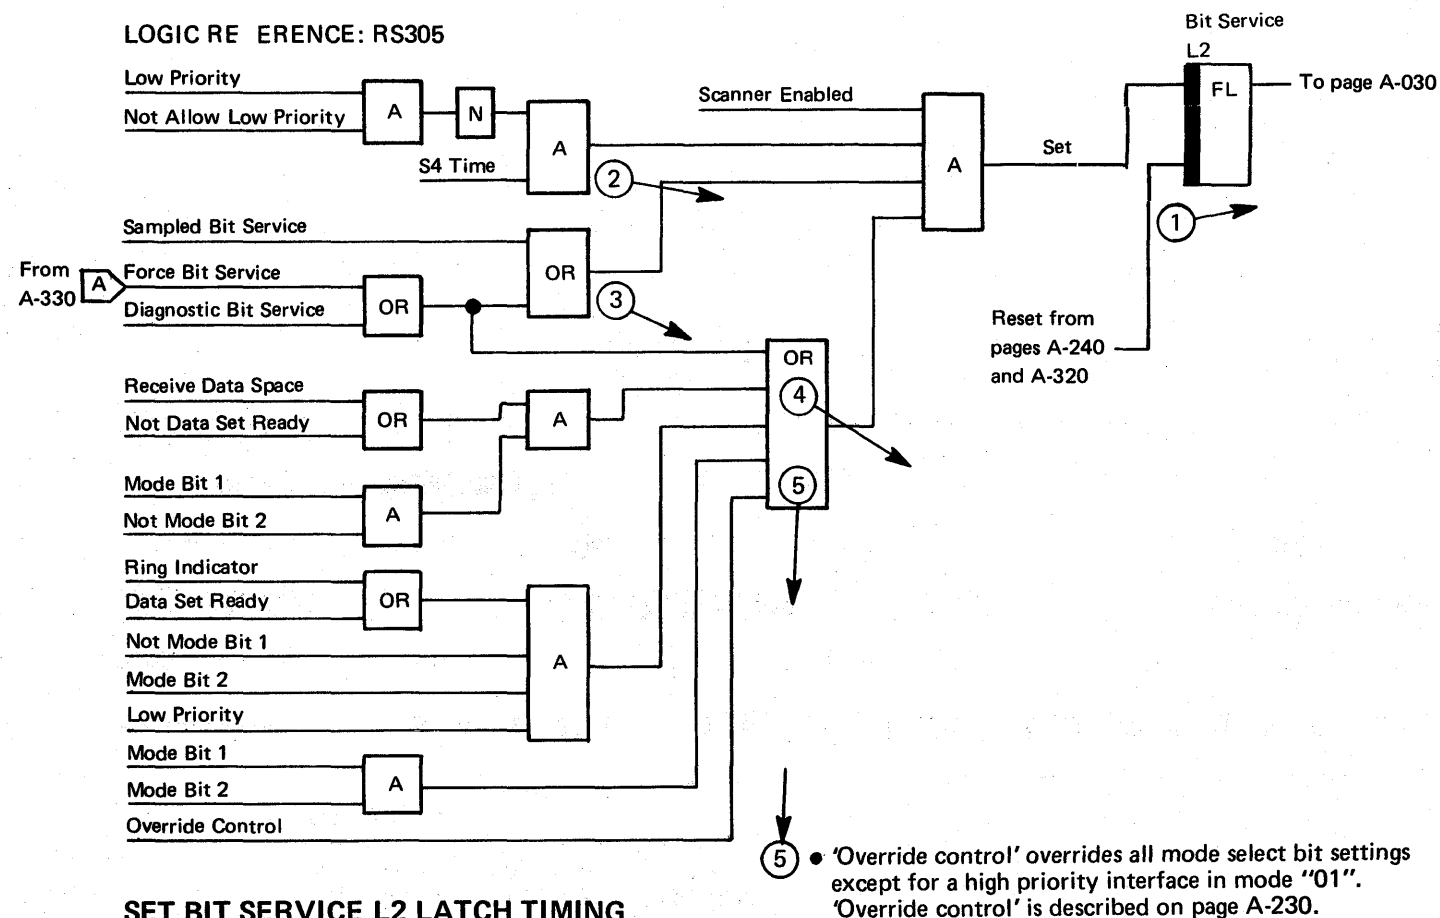 LOGIC RE ERENCE: RS305
Bit Service
L2
FL
To page A-030
Low Priority
Not Allow Low Priority
A
N
S4 Time
A
2
Scanner Enabled
A
Set
1
Sampled Bit Service
From
A-330
A
Force Bit Service
Diagnostic Bit Service
OR
OR
3
Reset from
pages A-240
and A-320
Receive Data Space
Not Data Set Ready
OR
A
OR
4
5
Mode Bit 1
Not Mode Bit 2
A
Ring Indicator
Data Set Ready
OR
Not Mode Bit 1
Mode Bit 2
Low Priority
A
Mode Bit 1
Mode Bit 2
A
Override Control
5 ● 'Override control' overrides all mode select bit settings
except for a high priority interface in mode "01".
'Override control' is described on page A-230.
SET BIT SERVICE L2 LATCH TIMING